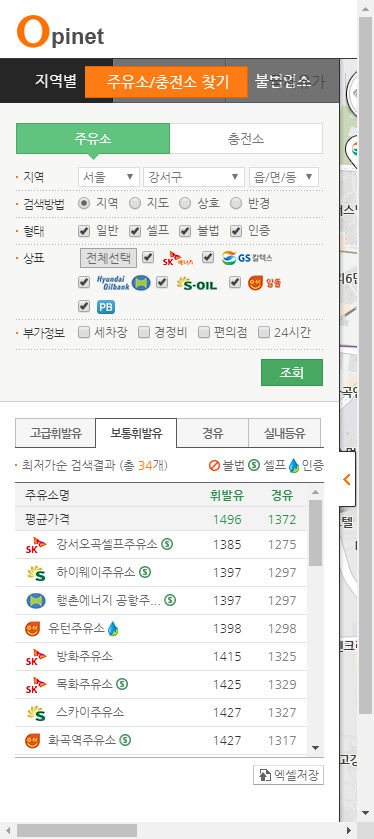 Opinet
지역별 주유소/충전소 찾기 불법업소
주유소 충전소
지역 서울 강서구 읍/면/동
검색방법 지역 지도 상호 반경
형태 일반 셀프 불법 인증
상표 전체선택 SK에너지 GS칼텍스
Hyundai Oilbank S-OIL 알뜰
PB
부가정보 세차장 경정비 편의점 24시간
조회
고급휘발유 보통휘발유 경유 실내등유
최저가순 검색결과 (총 34개) 불법 S 셀프 인증
주유소명 휘발유 경유
평균가격 1496 1372
SK 강서오곡셀프주유소 S 1385 1275
하이웨이주유소 S 1397 1297
행촌에너지 공항주... S 1397 1297
유턴주유소 1398 1298
SK 방화주유소 1415 1325
SK 목화주유소 S 1425 1329
스카이주유소 1427 1327
화곡역주유소 S 1427 1317
엑셀저장